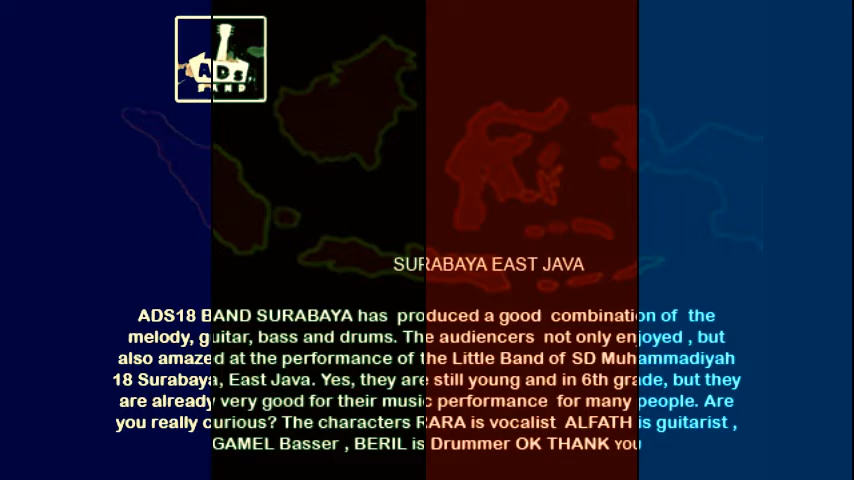 ADS
BAND
SURABAYA EAST JAVA
ADS18 BAND SURABAYA has produced a good combination of the
melody, guitar, bass and drums. The audiencers not only enjoyed , but
also amazed at the performance of the Little Band of SD Muhammadiyah
18 Surabaya, East Java. Yes, they are still young and in 6th grade, but they
are already very good for their music performance for many people. Are
you really curious? The characters RARA is vocalist ALFATH is guitarist ,
GAMEL Basser , BERIL is Drummer OK THANK you